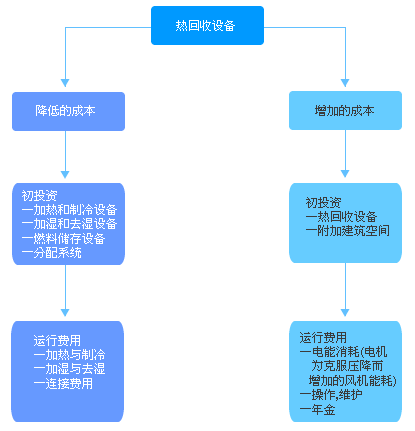 热回收设备
降低的成本
增加的成本
初投资
一加热和制冷设备
一加湿和去湿设备
一燃料储存设备
一分配系统
初投资
一热回收设备
一附加建筑空间
运行费用
一加热与制冷
一加湿与去湿
一连接费用
运行费用
一电能消耗(电机
为克服压降而
增加的风机能耗)
一操作,维护
一年金